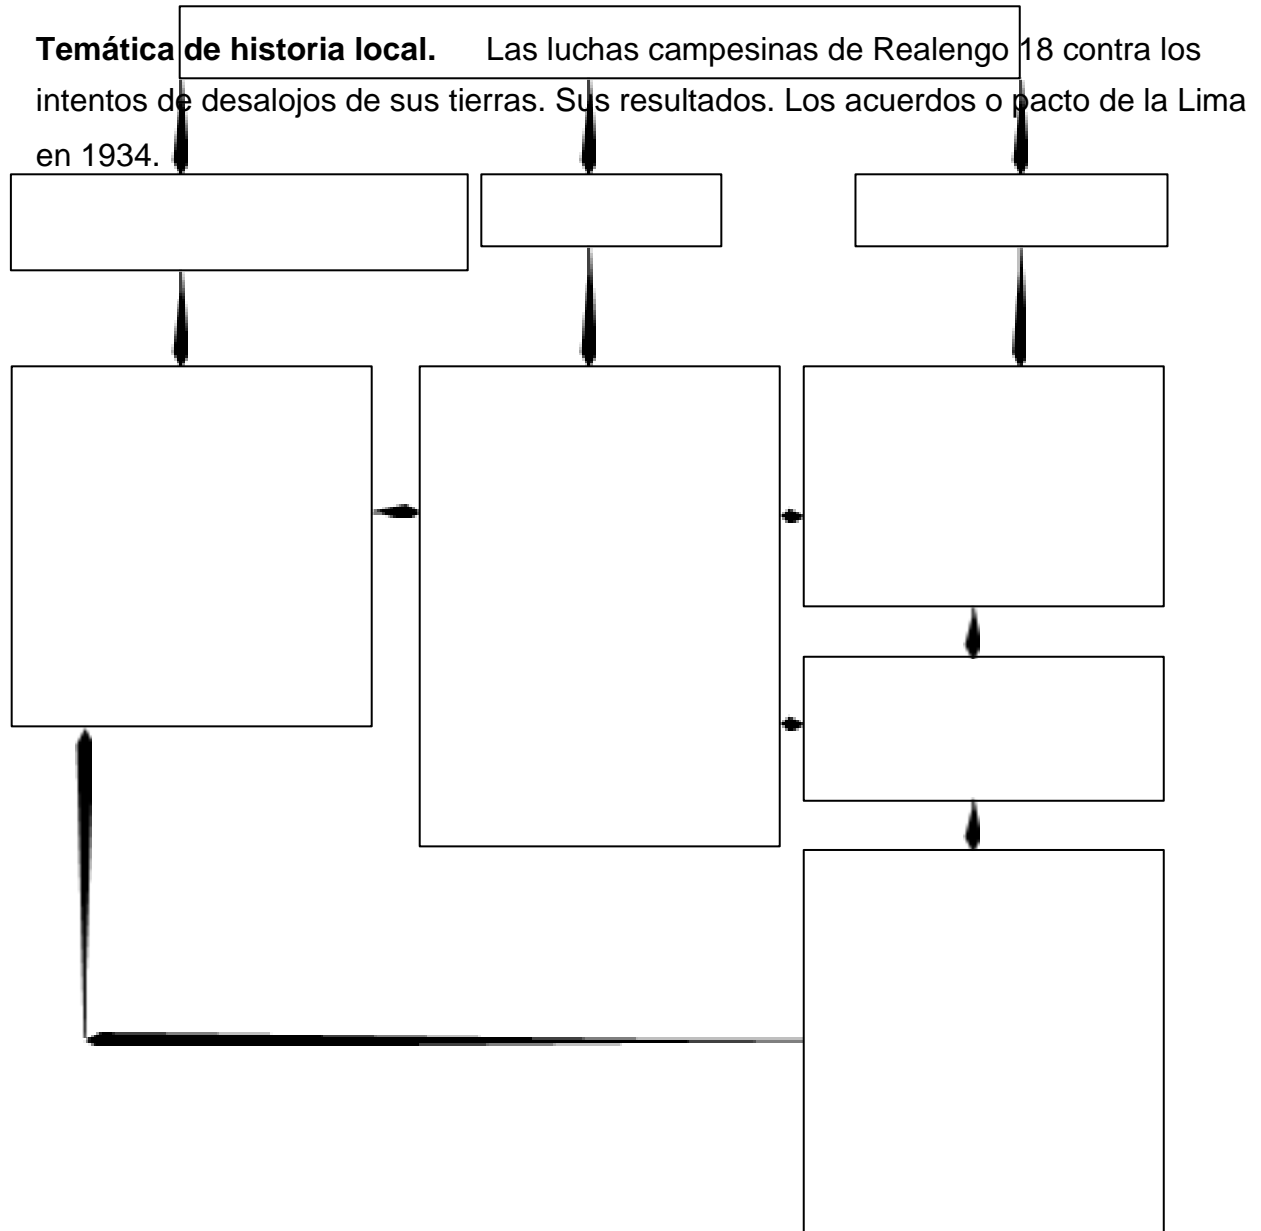 Temática de historia local. Las luchas campesinas de Realengo 18 contra los
intentos de desalojos de sus tierras. Sus resultados. Los acuerdos o pacto de la Lima
en 1934.